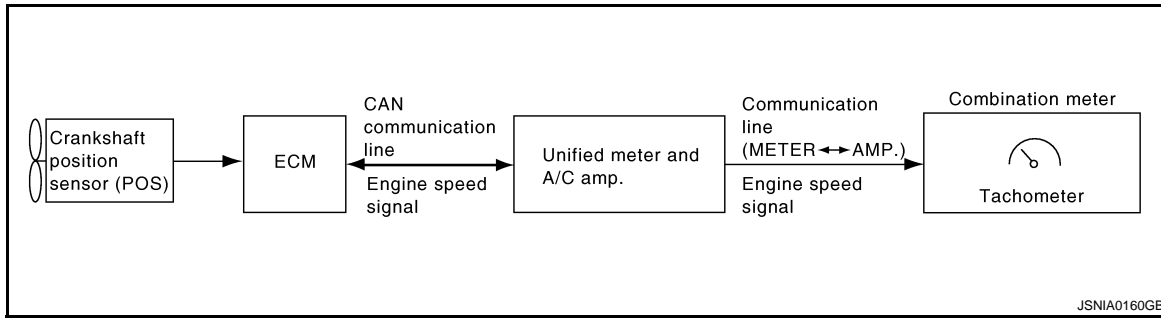 Crankshaft
position
sensor (POS)
ECM
CAN
communication
line
Engine speed
signal
Unified meter and
A/C amp.
Communication
line
(METER ↔ AMP.)
Engine speed
signal
Combination meter
Tachometer
JSNIA0160GB